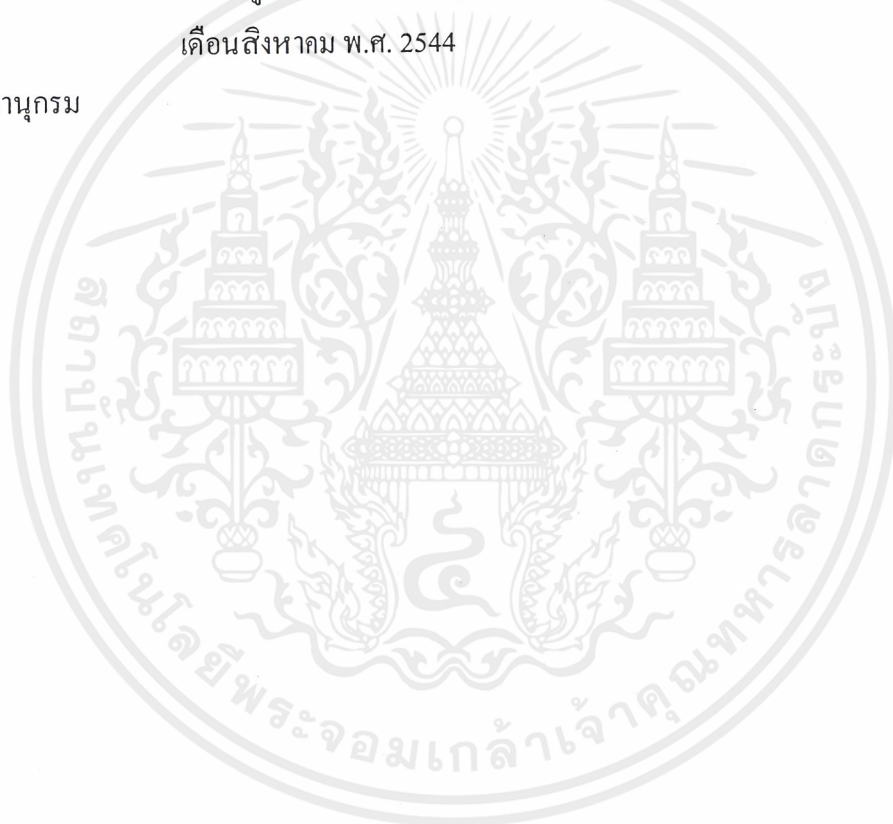 เดือนสิงหาคม พ.ศ. 2544
านุกรม
สถาบันเทคโนโลยีพระจอมเกล้าเจ้าคุณทหารลาดกระบัง